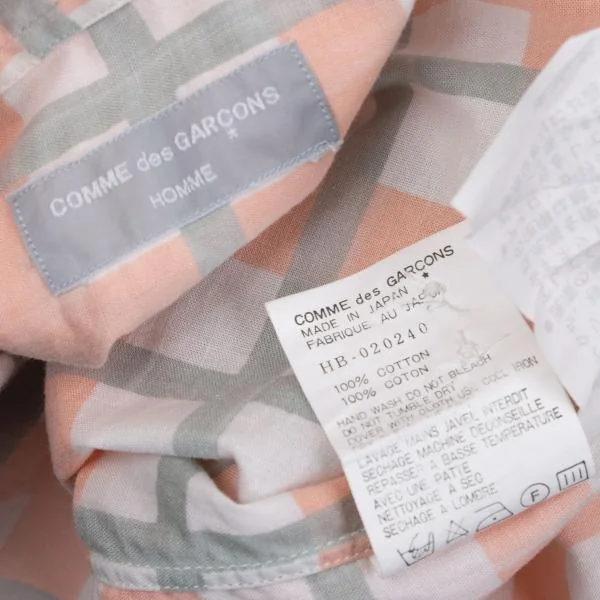 COMME des GARCONS
*
HOMME
COMME des GARCONS
*
MADE IN JAPAN
FABRIQUE AU JAPON
HB-020240
100% COTTON
100% COTON
HAND WASH DO NOT BLEACH
DO NOT TUMBLE DRY
COVER WITH CLOTH USE COOL IRON
LAVAGE MAINS JAVEL INTERDIT
SECHAGE MACHINE DECONSEILLE
REPASSER A BASSE TEMPERATURE
AVEC UNE PATTE
NETTOYAGE A SEC
SECHAGE A L'OMBRE
F